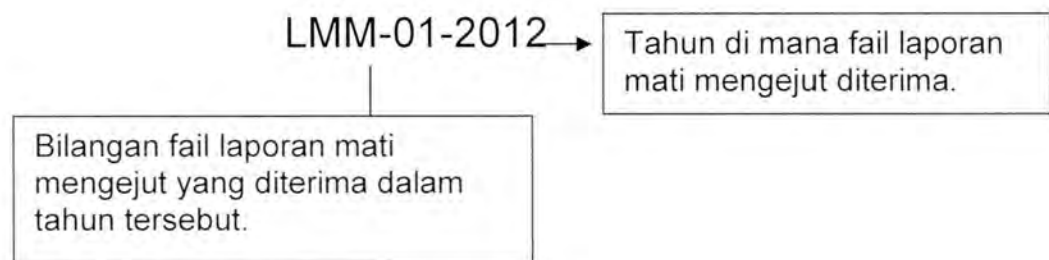 LMM-01-2012
Tahun di mana fail laporan
mati mengejut diterima.
Bilangan fail laporan mati
mengejut yang diterima dalam
tahun tersebut.